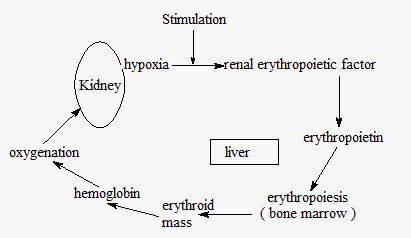 Stimulation
hypoxia
renal erythropoietic factor
Kidney
erythropoietin
oxygenation
liver
hemoglobin
erythropoiesis
( bone marrow )
erythroid
mass